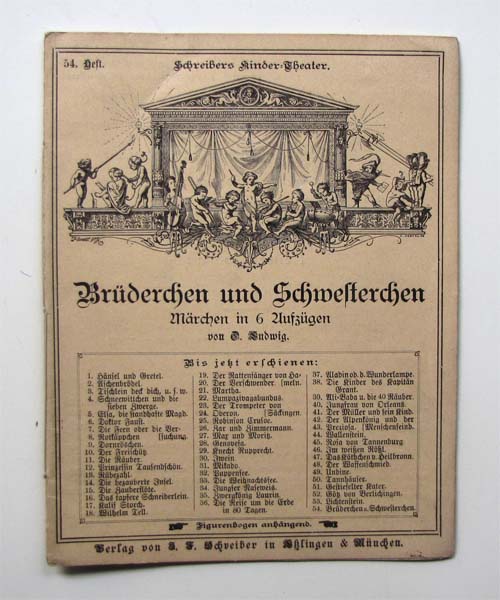 54. Heft.
Schreibers Kinder-Theater.
Brüderchen und Schwesterchen
Märchen in 6 Aufzügen
von O. Ludwig.
Bis jetzt erschienen:
1. Hänsel und Gretel.
2. Aschenbrödel.
3. Tischlein deck dich, u. s. w.
4. Schneewittchen und die
sieben Zwerge.
5. Elsa, die standhafte Magd.
6. Doktor Faust.
7. Die Feen oder die Ver-
8. Rotkäppchen [suchung.
9. Dornröschen.
10. Der Freischütz
11. Die Räuber.
12. Prinzessin Tausendschön.
13. Rübezahl.
14. Die bezauberte Insel.
15. Die Zauberflöte.
16. Das tapfere Schneiderlein.
17. Kalif Storch.
18. Wilhelm Tell.
19. Der Rattenfänger von Ha-
20. Der Verschwender. [meln.
21. Martha.
22. Lumpazivagabundus.
23. Der Trompeter von
24. Oberon. [Säckingen.
25. Robinson Crusoe.
26. Zar und Zimmermann.
27. Max und Moritz.
28. Genovefa.
29. Knecht Ruprecht.
30. Iwein
31. Mikado.
32. Puppenfee.
33. Die Weihnachtsfee.
34. Jungfer Naseweis.
35. Zwergkönig Laurin.
36. Die Reise um die Erde
in 80 Tagen.
37. Aladin od. d. Wunderlampe.
38. Die Kinder des Kapitän
Grant.
39. Ali-Baba u. die 40 Räuber.
40. Jungfrau von Orleans.
41. Der Müller und sein Kind.
42. Der Alpenkönig und der
43. Preciosa. [Menschenfeind.
44. Wallenstein.
45. Rosa von Tannenburg
46. Im weißen Rößl.
47. Das Käthchen v. Heilbronn.
48. Der Waffenschmied
49. Undine.
50. Tannhäuser.
51. Gestiefelter Kater.
52. Götz von Berlichingen.
53. Lichtenstein.
54. Brüderchen u. Schwesterchen.
Figurenbogen anhängend.
Verlag von J. F. Schreiber in Eßlingen & München.